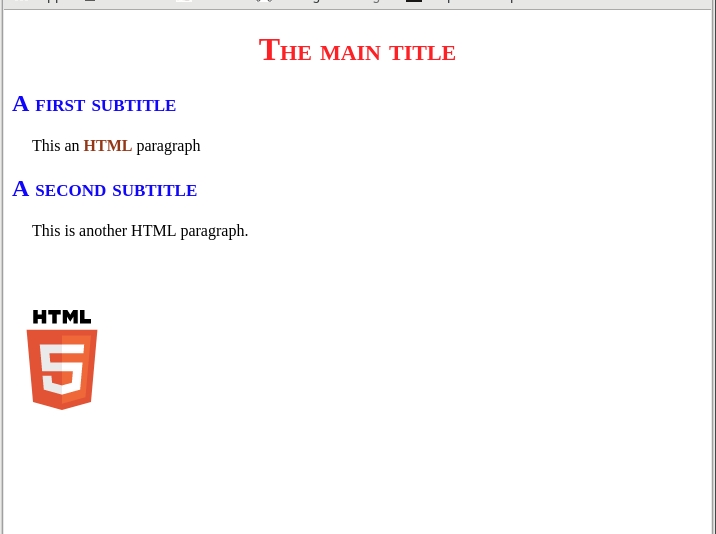 The main title
A first subtitle
This an HTML paragraph
A second subtitle
This is another HTML paragraph.
HTML
5